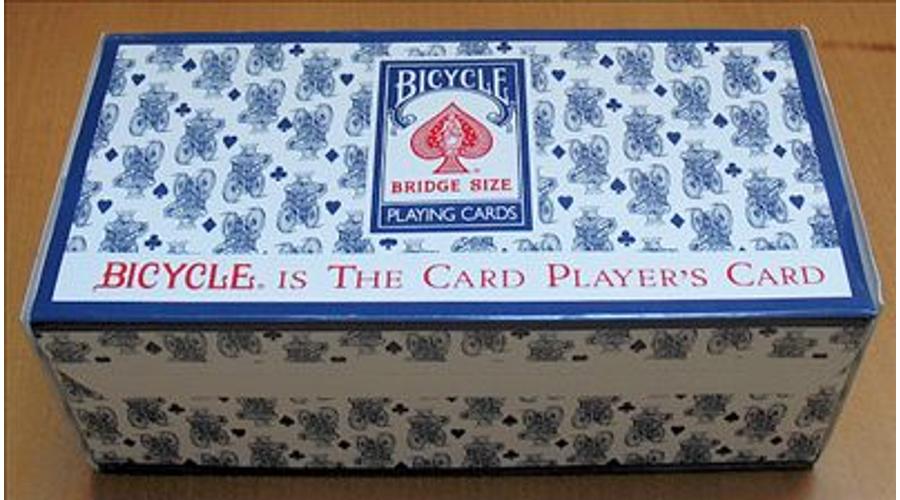 BICYCLE
BRIDGE SIZE
PLAYING CARDS
BICYCLE® IS THE CARD PLAYER'S CARD